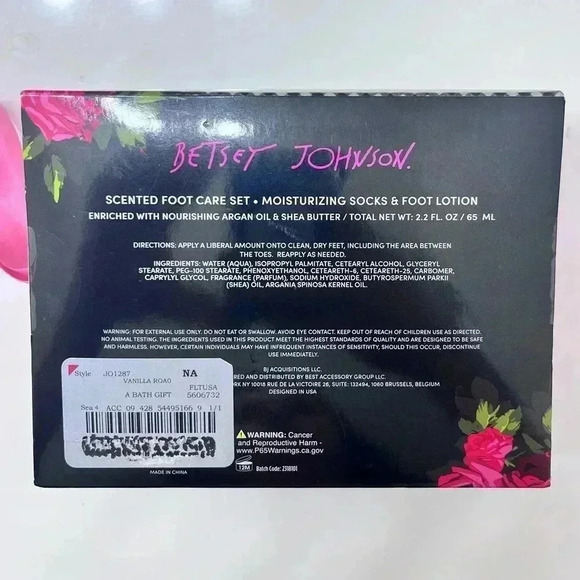 BETSEY JOHNSON.
SCENTED FOOT CARE SET • MOISTURIZING SOCKS & FOOT LOTION
ENRICHED WITH NOURISHING ARGAN OIL & SHEA BUTTER / TOTAL NET WT: 2.2 FL. OZ / 65 ML
DIRECTIONS: APPLY A LIBERAL AMOUNT ONTO CLEAN, DRY FEET, INCLUDING THE AREA BETWEEN
THE TOES. REAPPLY AS NEEDED.
INGREDIENTS: WATER (AQUA), ISOPROPYL PALMITATE, CETEARYL ALCOHOL, GLYCERYL
STEARATE, PEG-100 STEARATE, PHENOXYETHANOL, CETEARETH-6, CETEARETH-25, CARBOMER,
CAPRYLYL GLYCOL, FRAGRANCE (PARFUM), SODIUM HYDROXIDE, BUTYROSPERMUM PARKII
(SHEA) OIL, ARGANIA SPINOSA KERNEL OIL.
WARNING: FOR EXTERNAL USE ONLY. DO NOT EAT OR SWALLOW. AVOID EYE CONTACT. KEEP OUT OF REACH OF CHILDREN USE AS DIRECTED.
NO ANIMAL TESTING. THE INGREDIENTS USED IN THIS PRODUCT MEET THE HIGHEST STANDARDS OF QUALITY AND ARE DESIGNED TO BE SAFE
AND HARMLESS. HOWEVER, CERTAIN INDIVIDUALS MAY HAVE INFREQUENT INSTANCES OF SENSITIVITY, SHOULD THIS OCCUR, DISCONTINUE
USE IMMEDIATELY.
BJ ACQUISITIONS LLC.
RED AND DISTRIBUTED BY BEST ACCESSORY GROUP LLC.
RK NY 10018 RUE DE LA VICTOIRE 26, SUITE: 132494, 1060 BRUSSELS, BELGIUM
DESIGNED IN USA
Style JO1287 NA
VANILLA ROAO FLTUSA
A BATH GIFT 5606732
Sea 4 ACC 09 428 54495166 9 1/1
MADE IN CHINA
WARNING: Cancer
and Reproductive Harm -
www.P65Warnings.ca.gov
12M Batch Code: 2318101